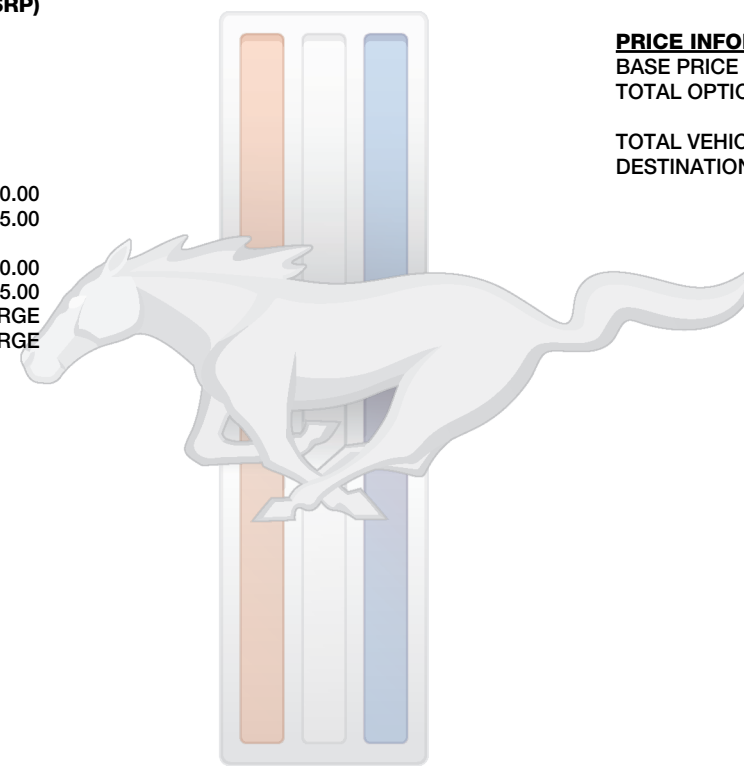 SRP)
PRICE INFO
BASE PRICE
TOTAL OPTIO
TOTAL VEHIC
DESTINATION
0.00
5.00
0.00
5.00
RGE
RGE